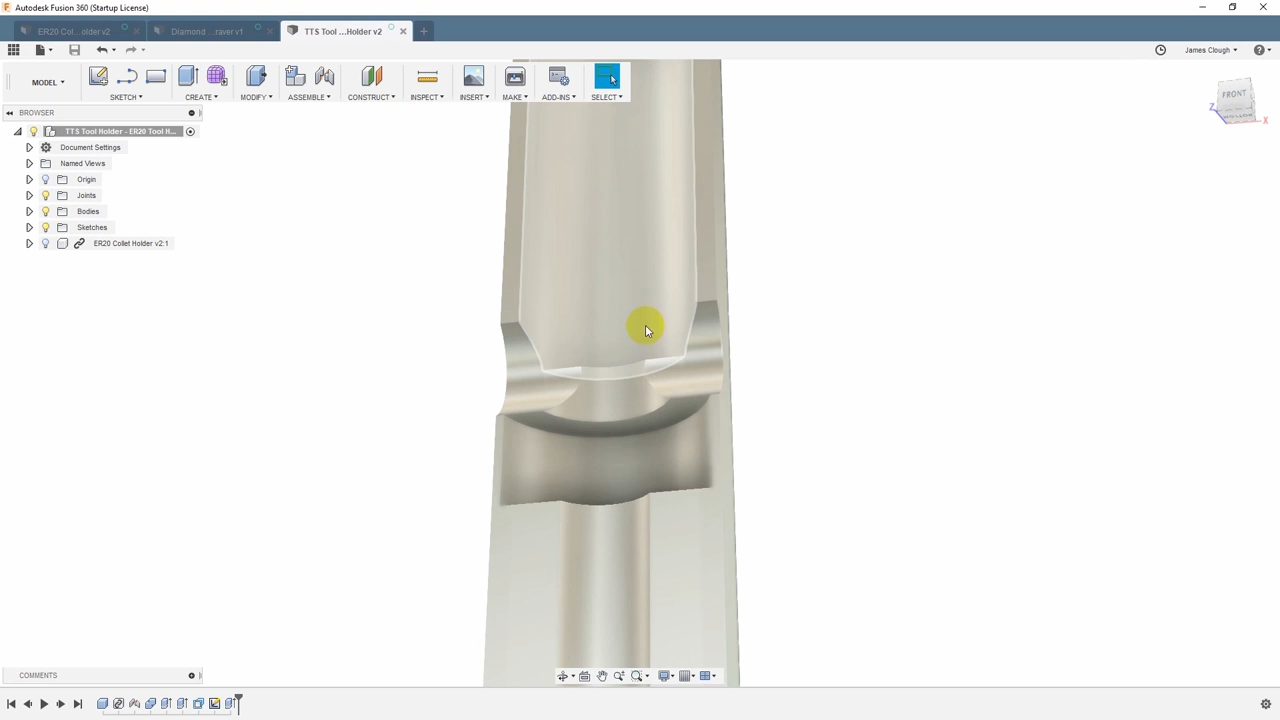 Autodesk Fusion 360 (Startup License)
ER20 Col...older v2
Diamond ...raver v1
TTS Tool ...Holder v2
James Clough
MODEL
SKETCH
CREATE
MODIFY
ASSEMBLE
CONSTRUCT
INSPECT
INSERT
MAKE
ADD-INS
SELECT
FRONT
Z
X
BROWSER
TTS Tool Holder - ER20 Tool H...
Document Settings
Named Views
Origin
Joints
Bodies
Sketches
ER20 Collet Holder v2:1
COMMENTS